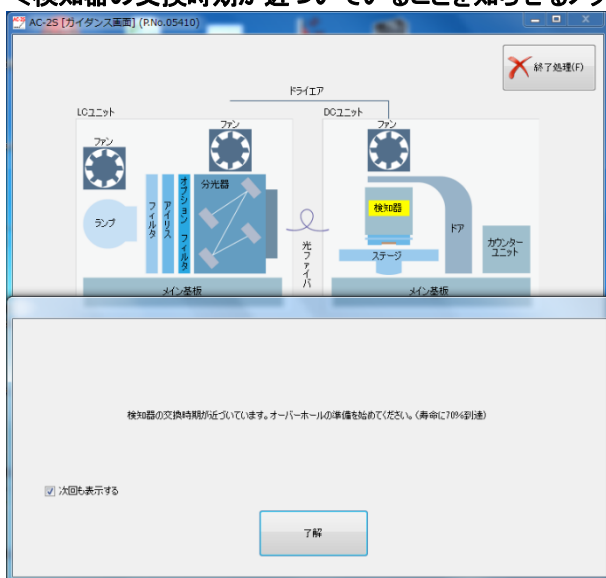 <検知器の交換時期が近づいていることを知らせるメッ
AC-2S [ガイダンス画面] (P.No.05410)
終了処理(F)
ドライエア
LCユニット
DCユニット
ファン
ファン
ファン
ランプ
フィルタ
アイリス
オプション フィルタ
分光器
光ファイバ
検知器
ステージ
ドア
カウンターユニット
メイン基板
メイン基板
検知器の交換時期が近づいています。オーバーホールの準備を始めてください。(寿命に70%到達)
次回も表示する
了解